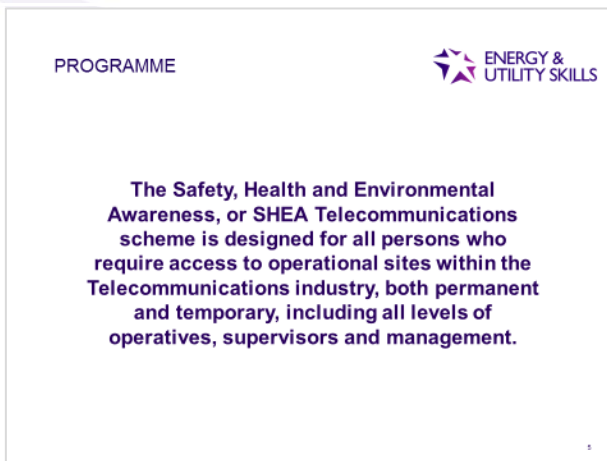 PROGRAMME
ENERGY &
UTILITY SKILLS
The Safety, Health and Environmental
Awareness, or SHEA Telecommunications
scheme is designed for all persons who
require access to operational sites within the
Telecommunications industry, both permanent
and temporary, including all levels of
operatives, supervisors and management.
5